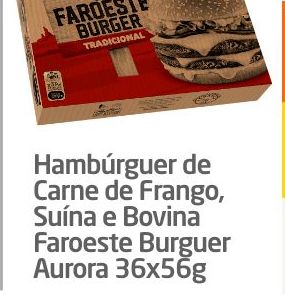 FAROESTE
BURGER
TRADICIONAL
Hambúrguer de
Carne de Frango,
Suína e Bovina
Faroeste Burguer
Aurora 36x56g